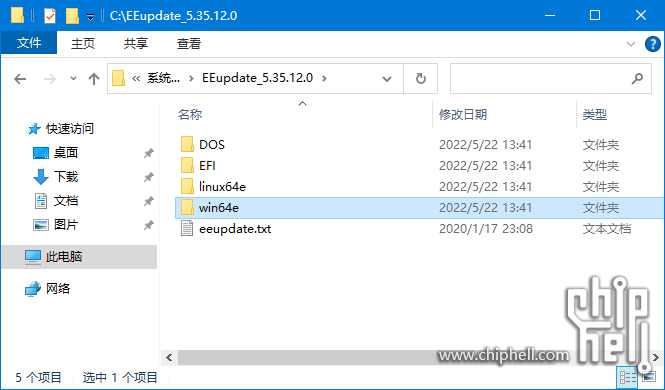 C:\EEupdate_5.35.12.0
文件 主页 共享 查看
« 系统... › EEupdate_5.35.12.0 ›
名称 修改日期 类型
快速访问
桌面
下载
文档
图片
此电脑
网络
DOS 2022/5/22 13:41 文件夹
EFI 2022/5/22 13:41 文件夹
linux64e 2022/5/22 13:41 文件夹
win64e 2022/5/22 13:41 文件夹
eeupdate.txt 2020/1/17 23:08 文本文档
chip hell
www.chiphell.com
5 个项目 选中 1 个项目